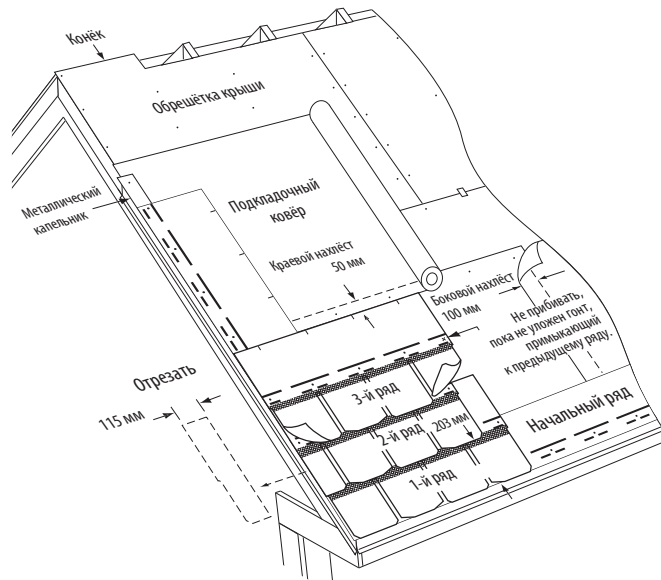 Конёк
Обрешётка крыши
Металлический
капельник
Подкладочный
ковёр
Краевой нахлёст
50 мм
Боковой нахлёст
100 мм
Не прибивать,
пока не уложен гонт,
примыкающий
к предыдущему ряду.
Отрезать
115 мм
3-й ряд
2-й ряд
203 мм
1-й ряд
Начальный ряд